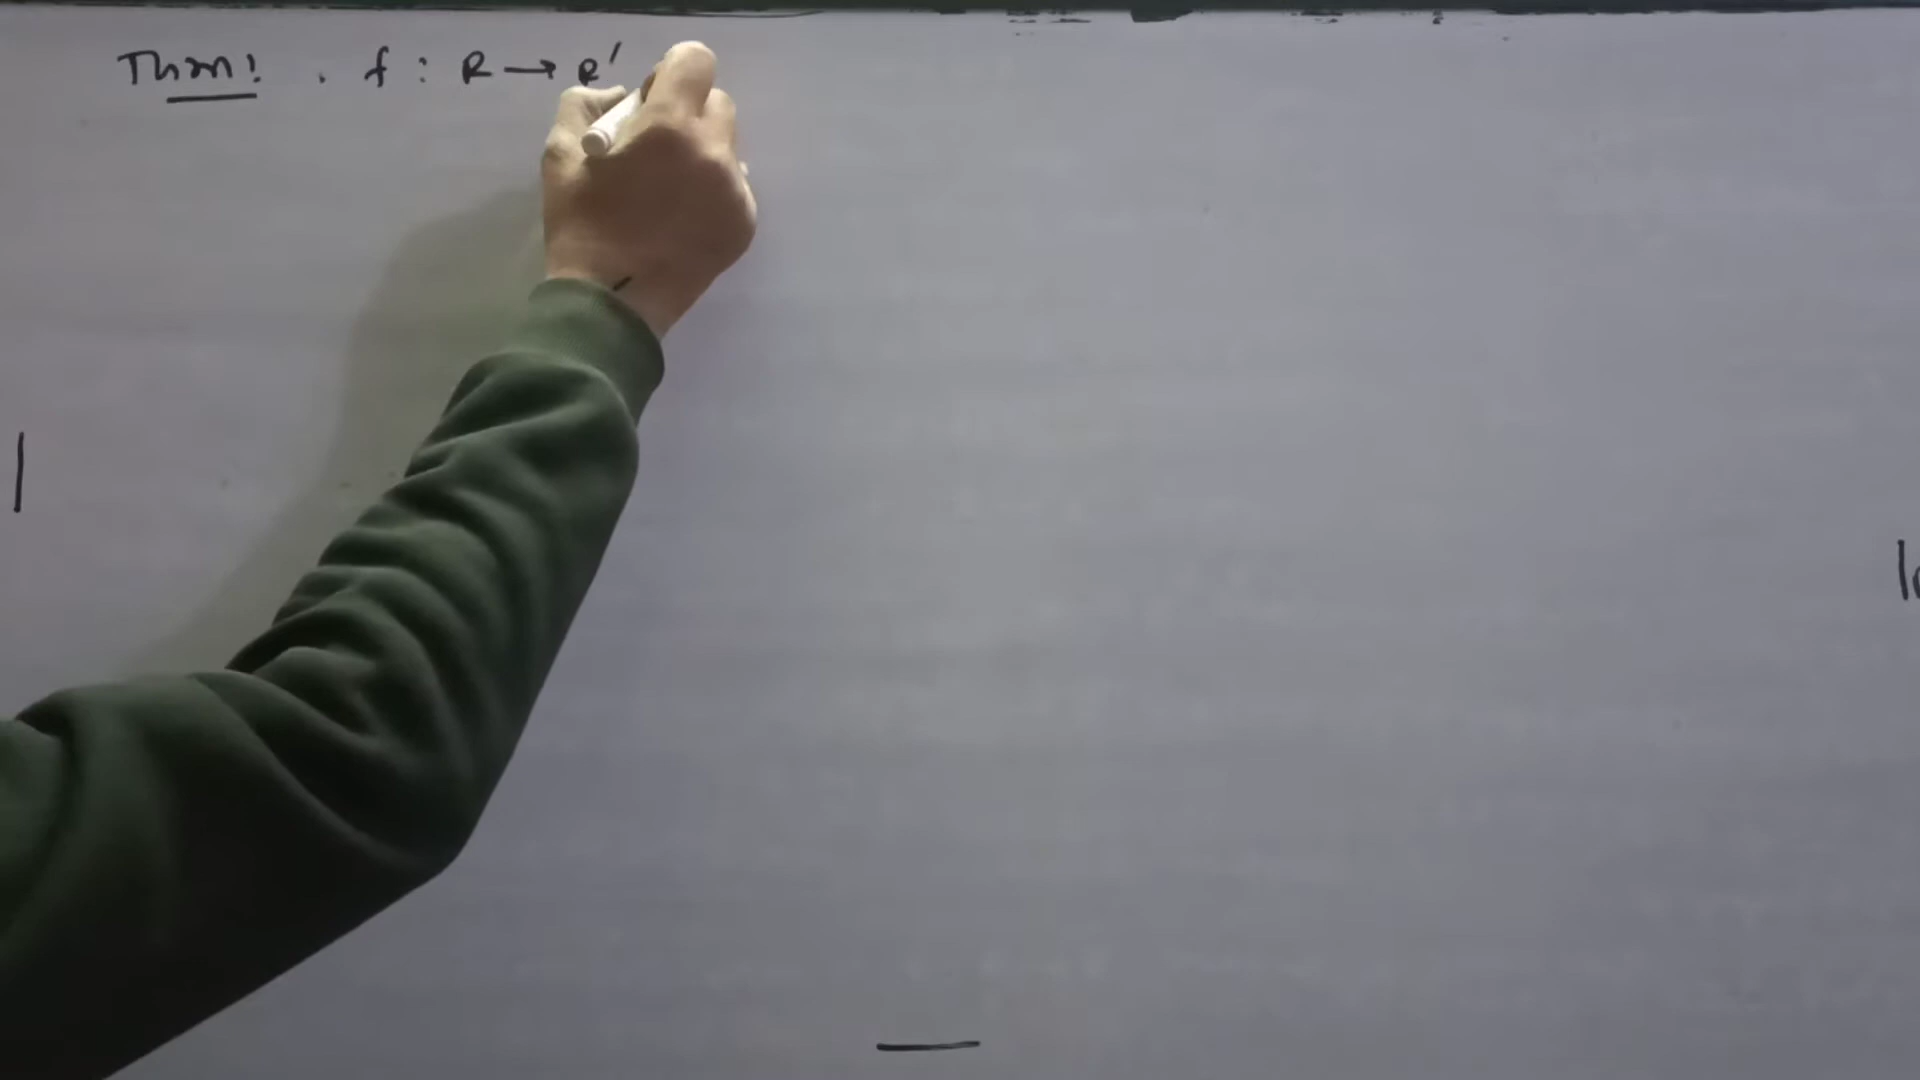 Thm! . f : R → R'